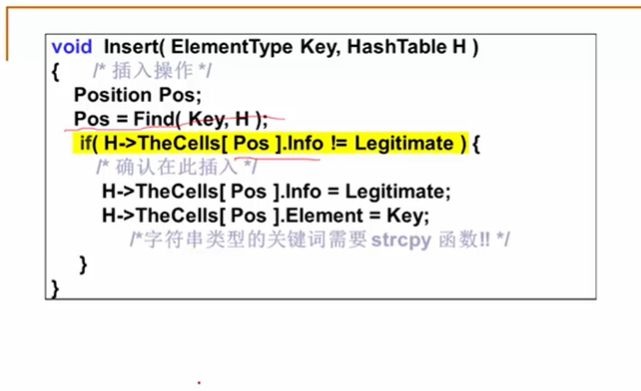 void Insert( ElementType Key, HashTable H )
{ /* 插入操作 */
Position Pos;
Pos = Find( Key, H );
if( H->TheCells[ Pos ].Info != Legitimate ) {
/* 确认在此插入 */
H->TheCells[ Pos ].Info = Legitimate;
H->TheCells[ Pos ].Element = Key;
/*字符串类型的关键词需要 strcpy 函数!! */
}
}